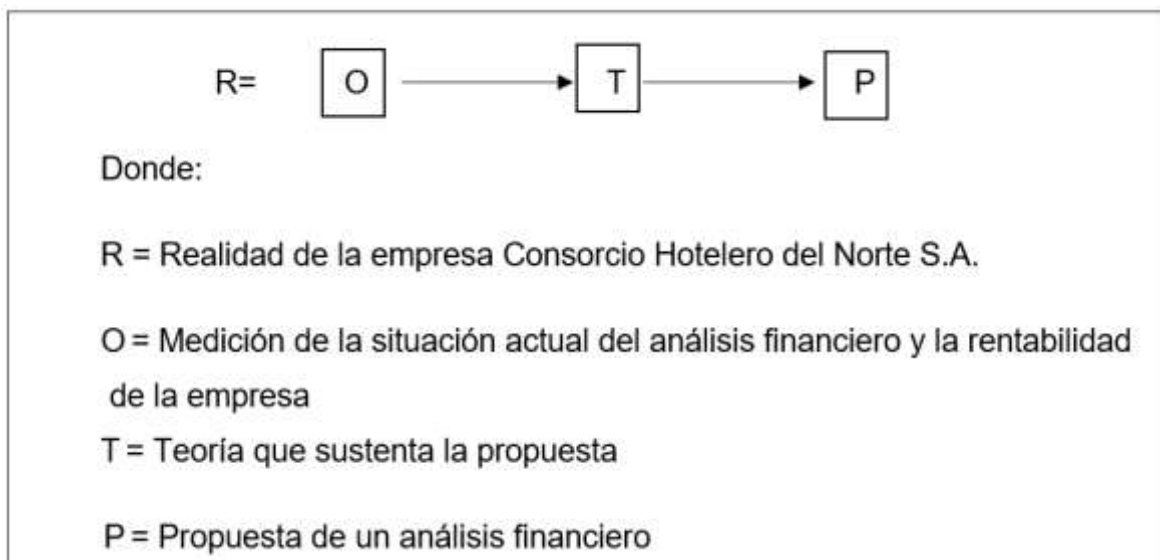 R= O T P
Donde:
R = Realidad de la empresa Consorcio Hotelero del Norte S.A.
O = Medición de la situación actual del análisis financiero y la rentabilidad
de la empresa
T = Teoría que sustenta la propuesta
P = Propuesta de un análisis financiero